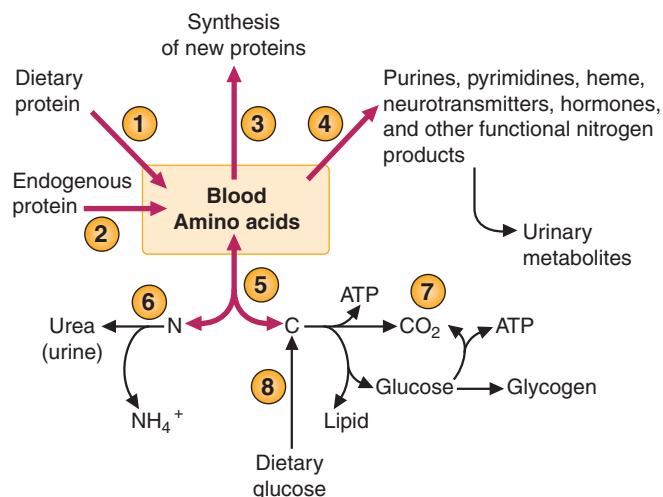 Synthesis
of new proteins
Dietary
protein
Purines, pyrimidines, heme,
neurotransmitters, hormones,
and other functional nitrogen
products
1
3
4
Endogenous
protein
2
Blood
Amino acids
Urinary
metabolites
5
6
7
ATP
Urea
(urine)
N
C
CO₂
ATP
8
Glucose
Glycogen
NH₄⁺
Lipid
Dietary
glucose